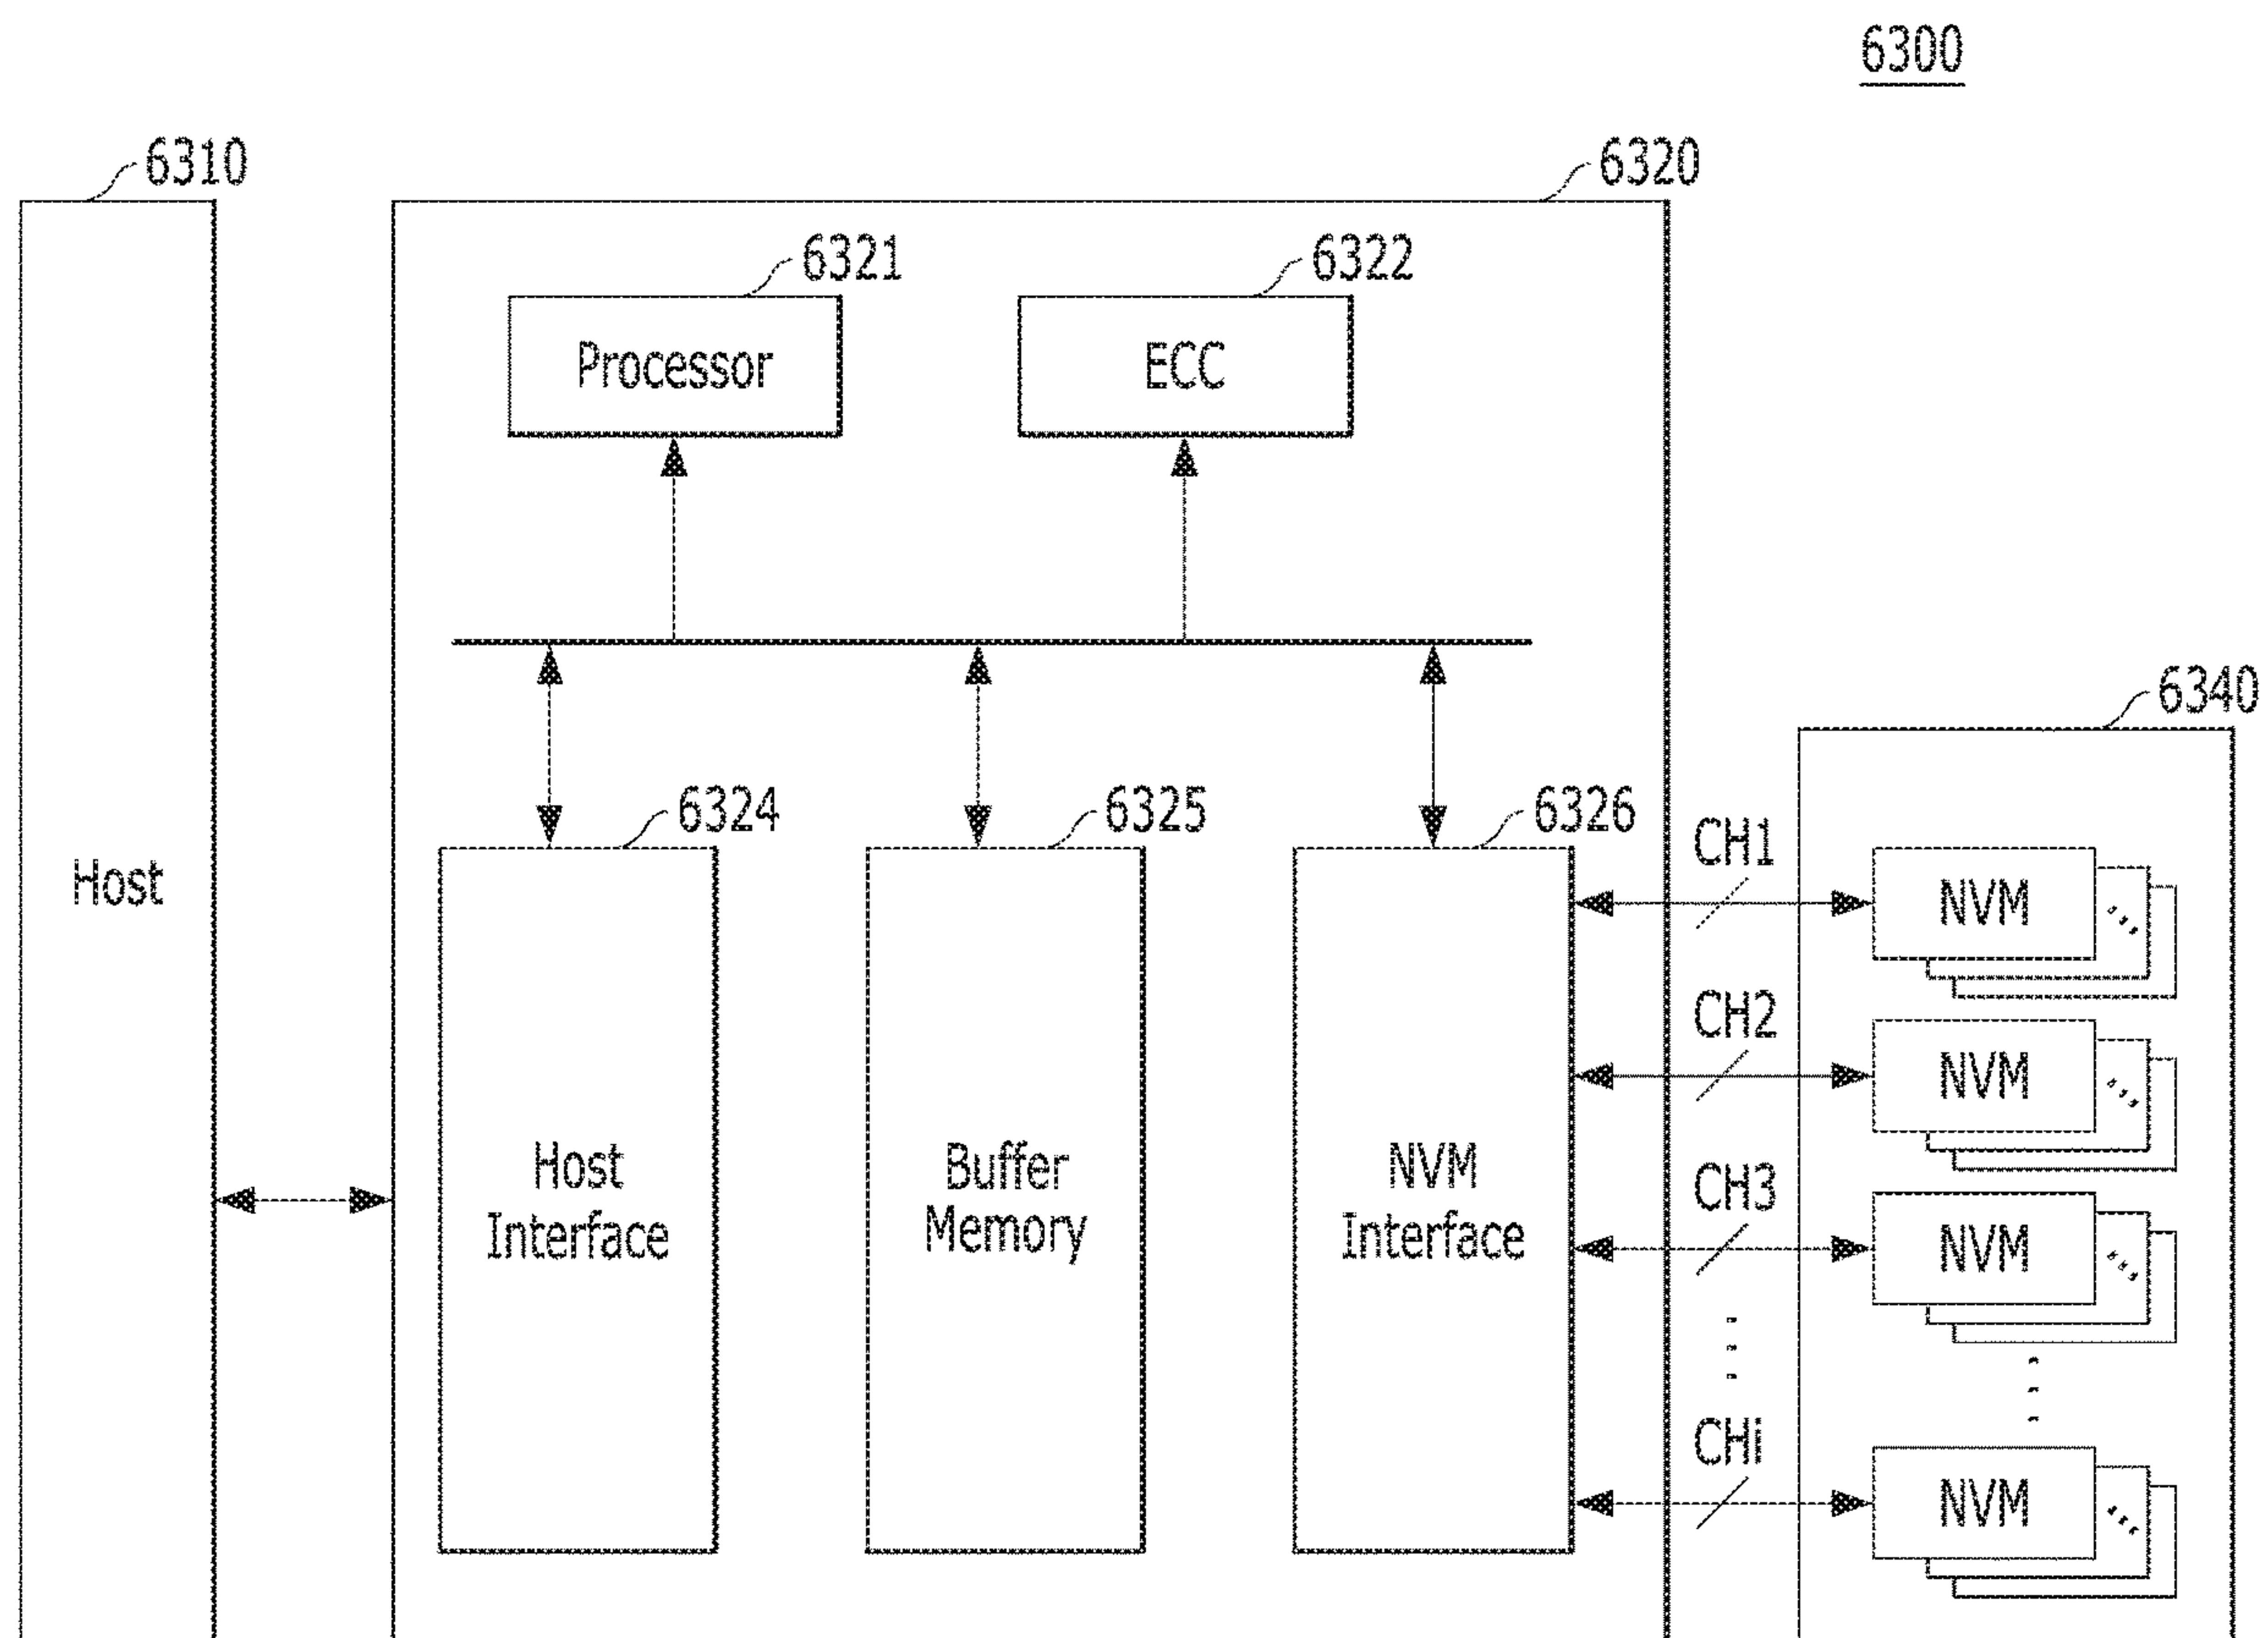 6300
6310
6320
6321
6322
Processor
ECC
6340
6324
6325
6326
CH1
Host
NVM
CH2
NVM
Host
Interface
Buffer
Memory
NVM
Interface
CH3
NVM
CHi
NVM